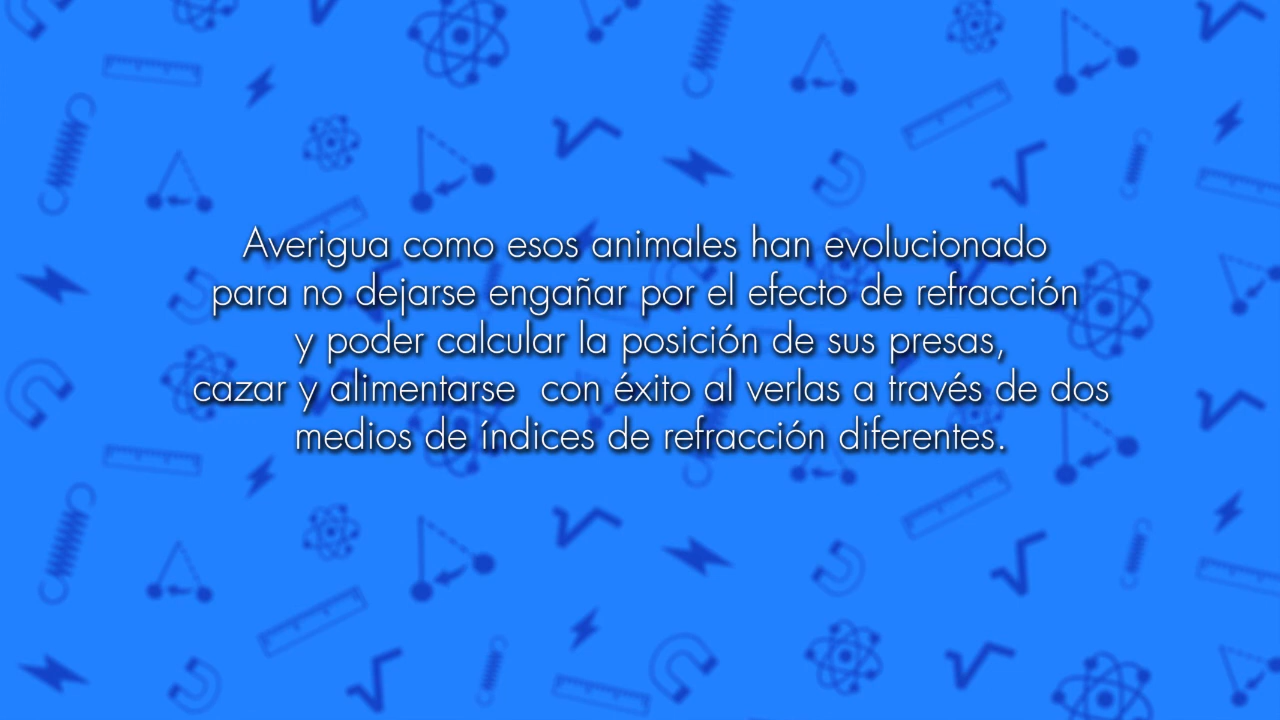 Averigua como esos animales han evolucionado
para no dejarse engañar por el efecto de refracción
y poder calcular la posición de sus presas,
cazar y alimentarse  con éxito al verlas a través de dos
medios de índices de refracción diferentes.